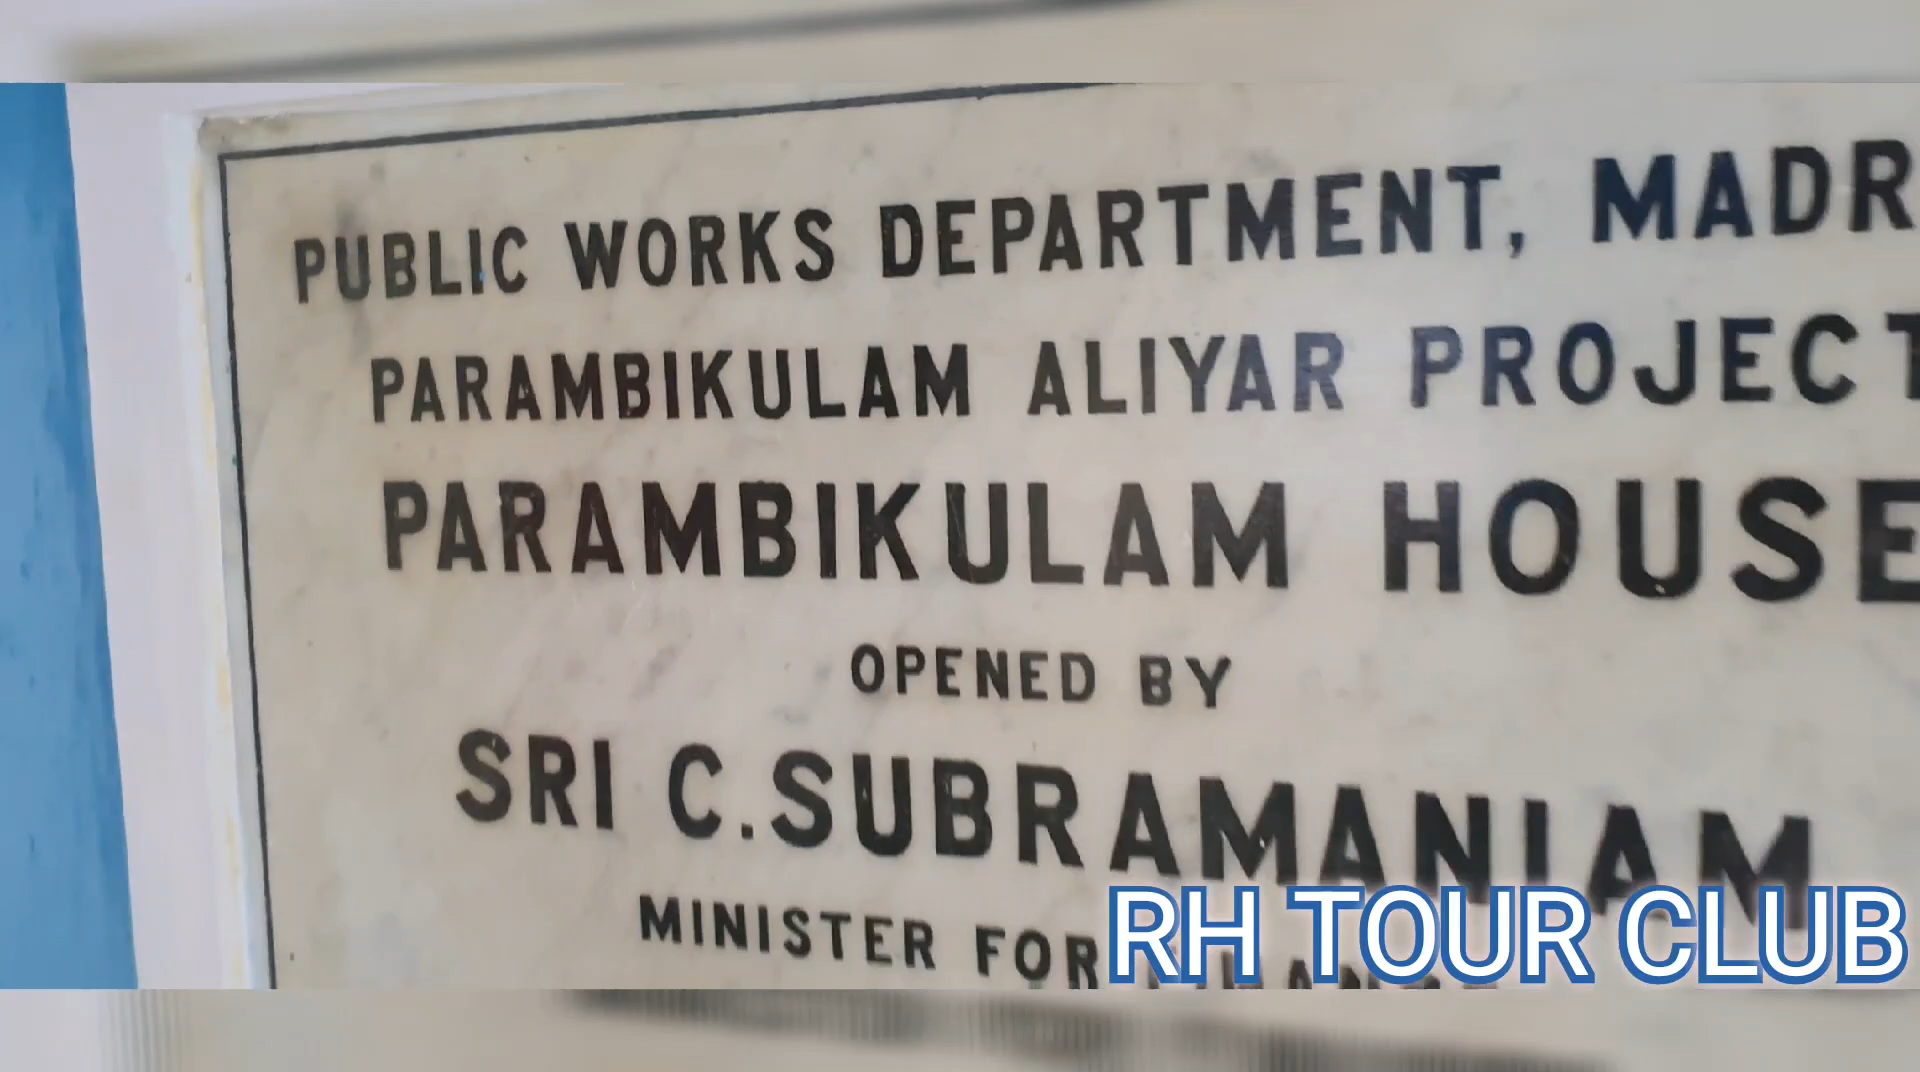 PUBLIC WORKS DEPARTMENT, MADR
PARAMBIKULAM ALIYAR PROJECT
PARAMBIKULAM HOUSE
OPENED BY
SRI C.SUBRAMANIAM
MINISTER FOR
RH TOUR CLUB